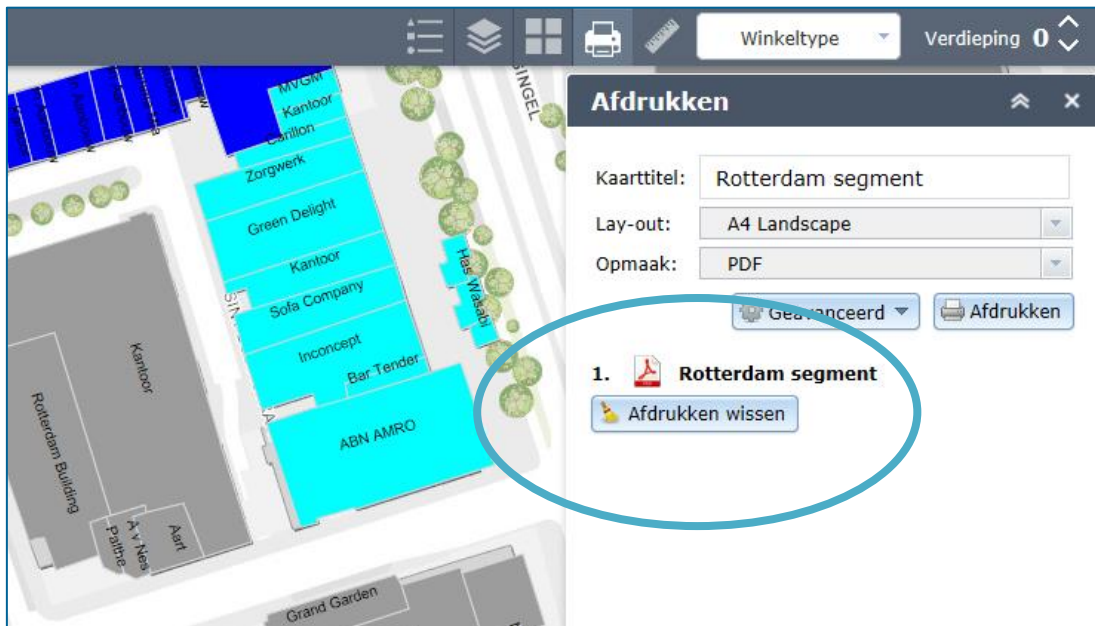 Winkeltype
Verdieping 0
Afdrukken
Kaarttitel: Rotterdam segment
Lay-out: A4 Landscape
Opmaak: PDF
Geavanceerd
Afdrukken
1. Rotterdam segment
Afdrukken wissen
MVGM
Kantoor
Carillon
Zorgwerk
Green Delight
Kantoor
Sofa Company
Inconcept
Bar Tender
ABN AMRO
Has Wasabi
SINGEL
Kantoor
Rotterdam Building
Palthe
A v Nes
Aart
Grand Garden